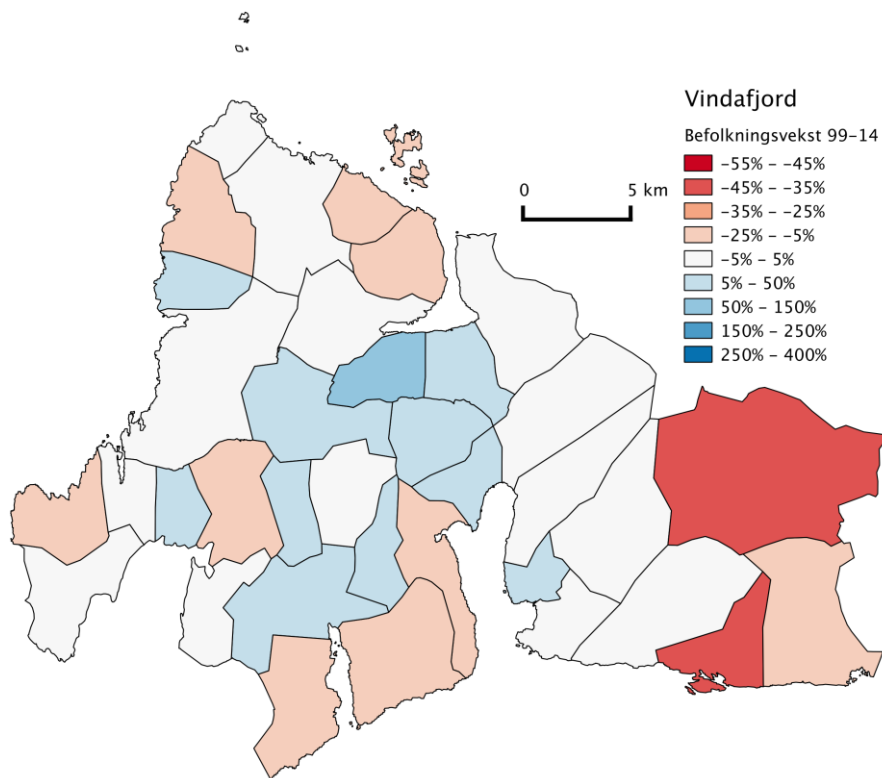 Vindafjord
Befolkningsvekst 99–14
-55% – -45%
-45% – -35%
-35% – -25%
-25% – -5%
-5% – 5%
5% – 50%
50% – 150%
150% – 250%
250% – 400%
0 5 km